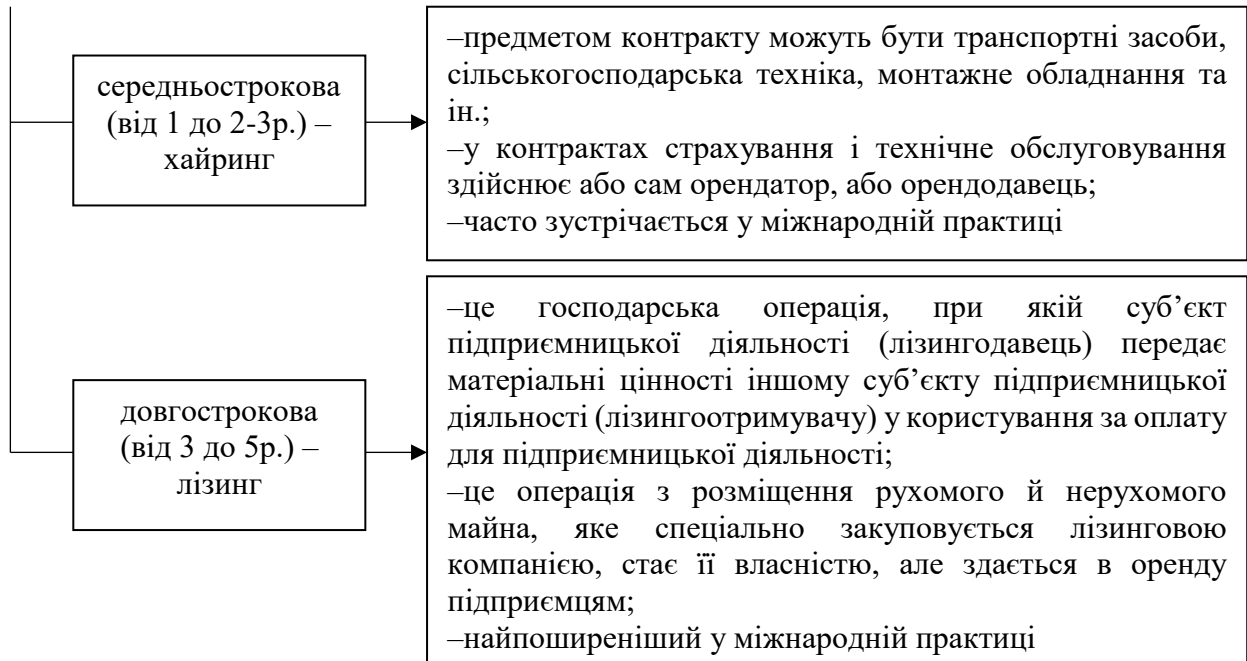 середньострокова
(від 1 до 2-3р.) –
хайринг
–предметом контракту можуть бути транспортні засоби,
сільськогосподарська техніка, монтажне обладнання та
ін.;
–у контрактах страхування і технічне обслуговування
здійснює або сам орендатор, або орендодавець;
–часто зустрічається у міжнародній практиці
довгострокова
(від 3 до 5р.) –
лізинг
–це господарська операція, при якій суб’єкт
підприємницької діяльності (лізингодавець) передає
матеріальні цінності іншому суб’єкту підприємницької
діяльності (лізингоотримувачу) у користування за оплату
для підприємницької діяльності;
–це операція з розміщення рухомого й нерухомого
майна, яке спеціально закуповується лізинговою
компанією, стає її власністю, але здається в оренду
підприємцям;
–найпоширеніший у міжнародній практиці